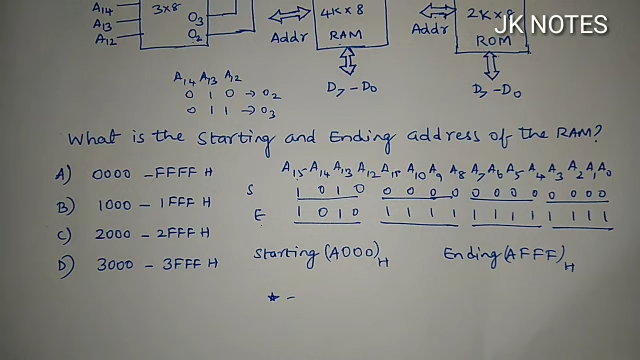 JK NOTES
A14
A13
A12
3x8
O3
O2
Addr
4K x 8
RAM
Addr
2K x 8
ROM
D7 - D0
D7 - D0
A14 A13 A12
0 1 0 → O2
0 1 1 → O3
What is the Starting and Ending address of the RAM?
A) 0000 - FFFF H
B) 1000 - 1FFF H
C) 2000 - 2FFF H
D) 3000 - 3FFF H
A15 A14 A13 A12 A11 A10 A9 A8 A7 A6 A5 A4 A3 A2 A1 A0
S 1 0 1 0 0 0 0 0 0 0 0 0 0 0 0 0
E 1 0 1 0 1 1 1 1 1 1 1 1 1 1 1 1
Starting (A000)H
Ending (AFFF)H
* -